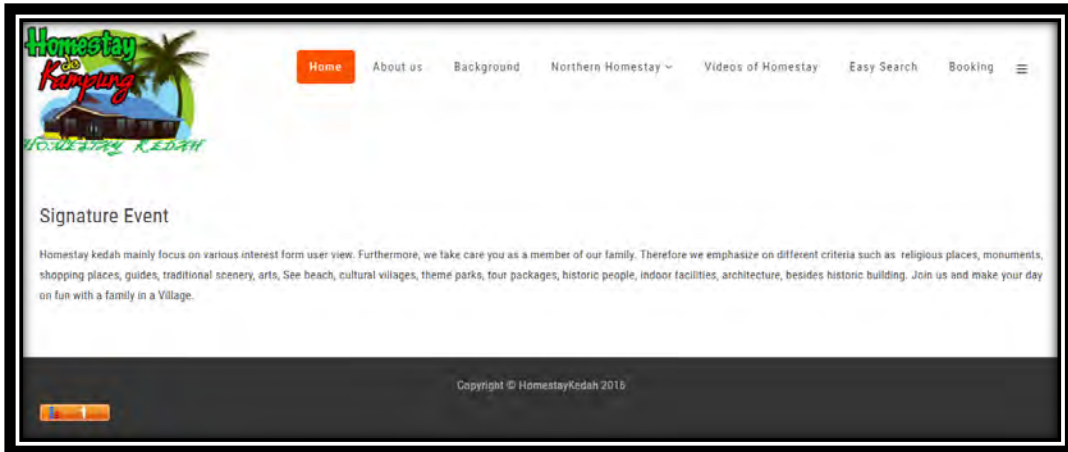 Homestay
de
Kampung
HOMESTAY KEDAH
Home About us Background Northern Homestay Videos of Homestay Easy Search Booking
Signature Event
Homestay kedah mainly focus on various interest form user view. Furthermore, we take care you as a member of our family. Therefore we emphasize on different criteria such as religious places, monuments,
shopping places, guides, traditional scenery, arts, See beach, cultural villages, theme parks, tour packages, historic people, indoor facilities, architecture, besides historic building. Join us and make your day
on fun with a family in a Village.
Copyright © HomestayKedah 2016
1